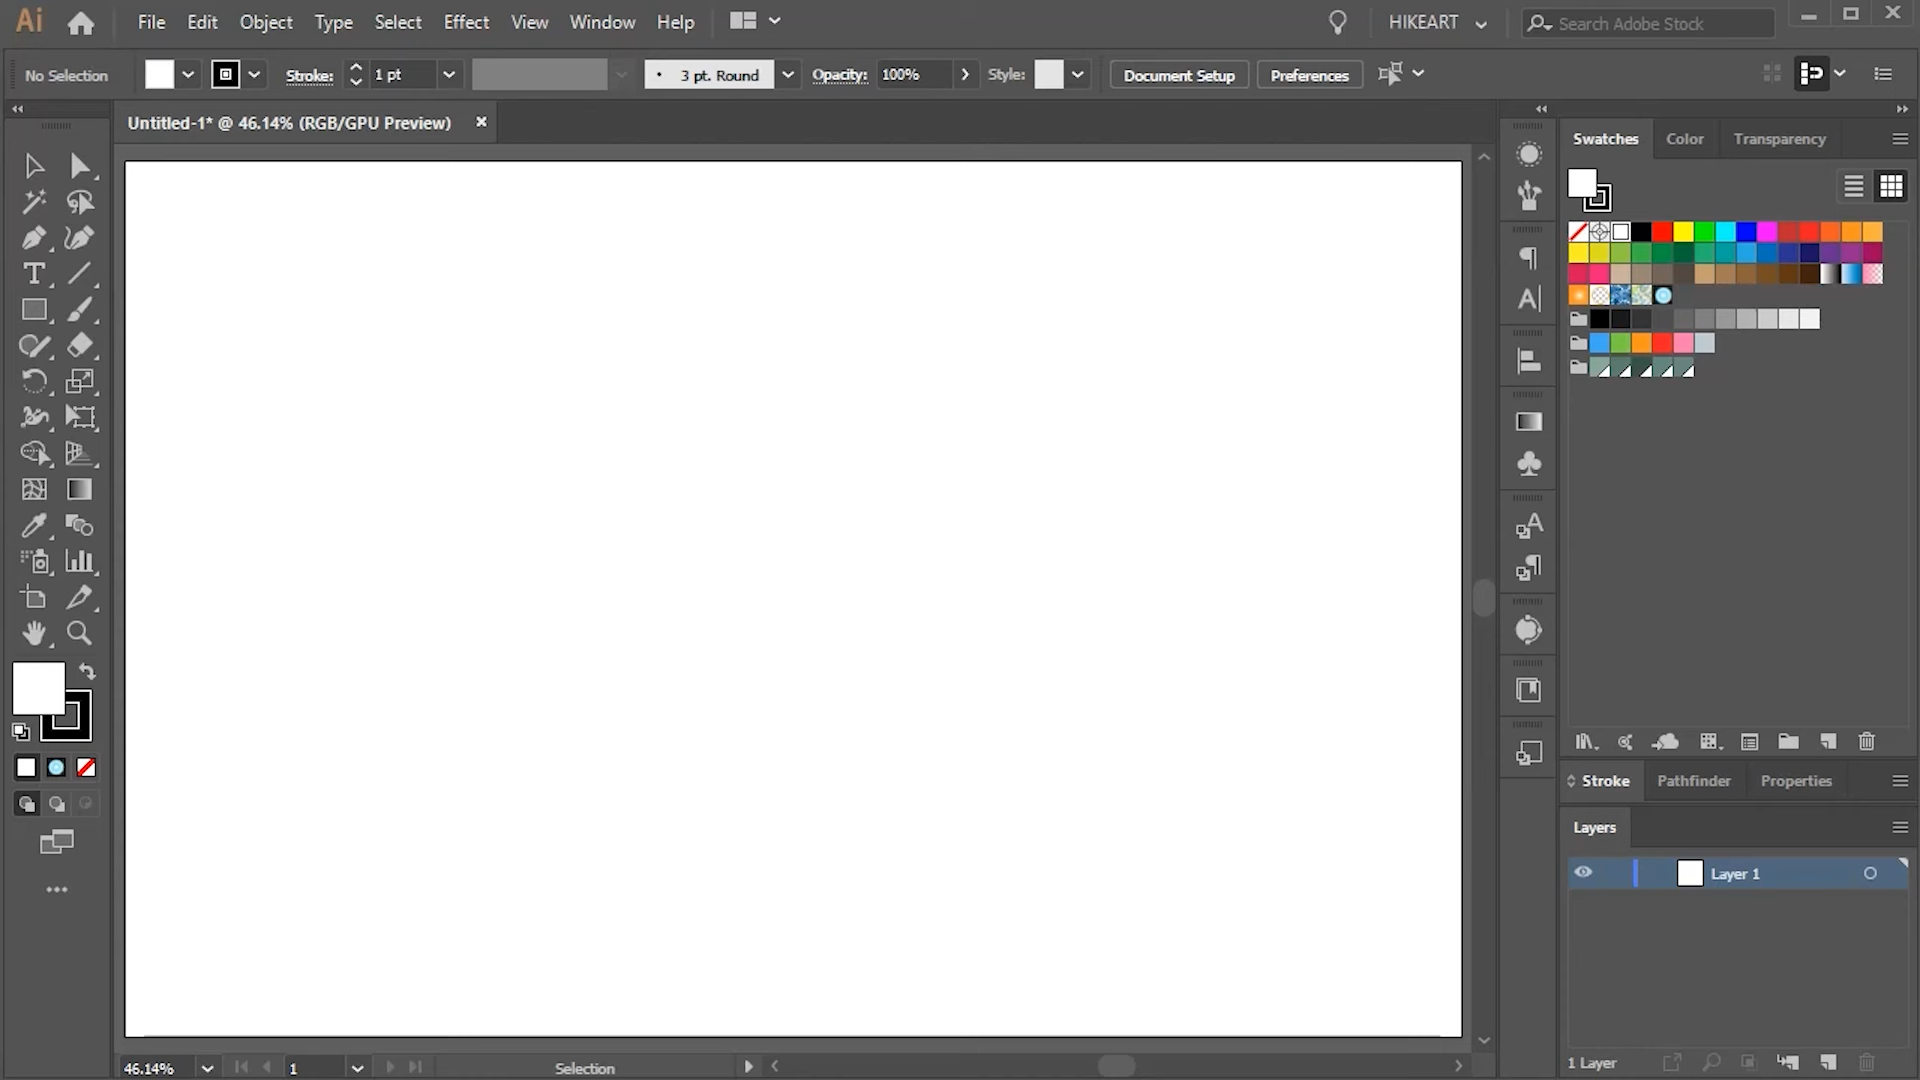 Ai File Edit Object Type Select Effect View Window Help HIKEART Search Adobe Stock
No Selection Stroke: 1 pt 3 pt. Round Opacity: 100% Style: Document Setup Preferences
Untitled-1* @ 46.14% (RGB/GPU Preview)
Swatches Color Transparency
Stroke Pathfinder Properties
Layers
Layer 1
1 Layer
46.14% 1 Selection